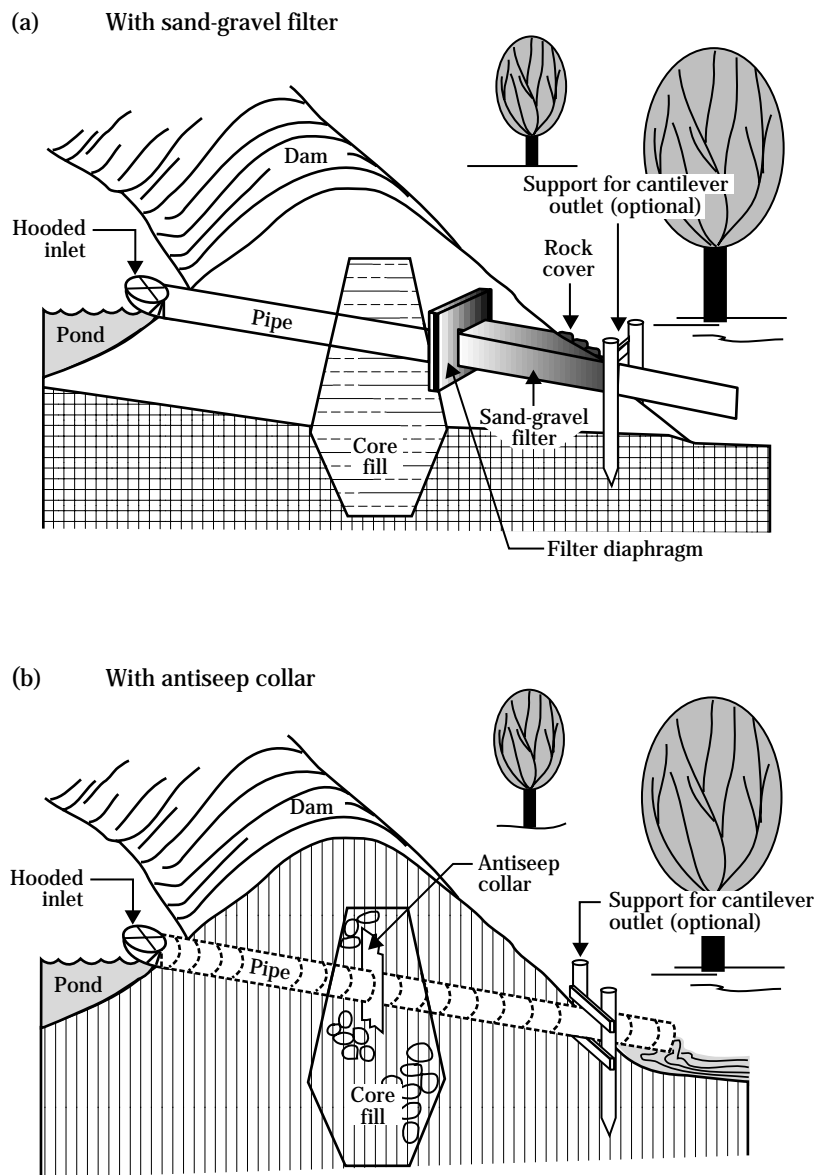 (a) With sand-gravel filter
Dam
Support for cantilever
outlet (optional)
Hooded
inlet
Rock
cover
Pipe
Pond
Sand-gravel
filter
Core
fill
Filter diaphragm
(b) With antiseep collar
Dam
Antiseep
collar
Hooded
inlet
Support for cantilever
outlet (optional)
Pipe
Pond
Core
fill